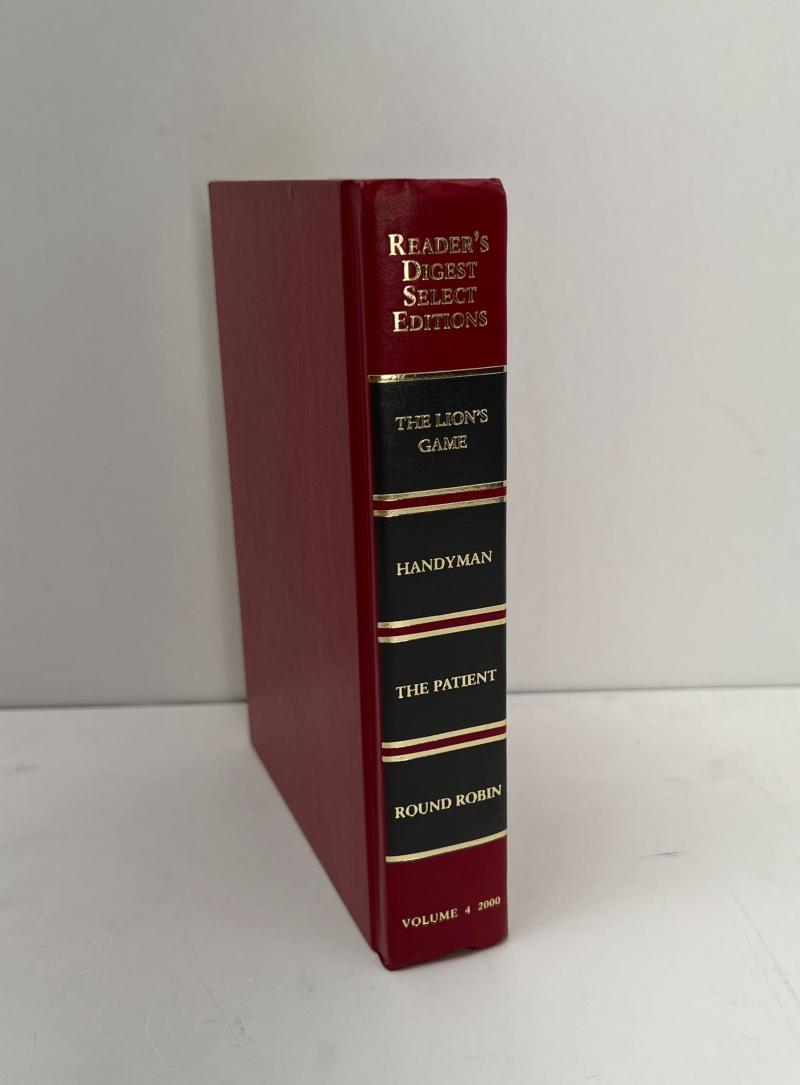 READER'S
DIGEST
SELECT
EDITIONS
THE LION'S
GAME
HANDYMAN
THE PATIENT
ROUND ROBIN
VOLUME 4 2000